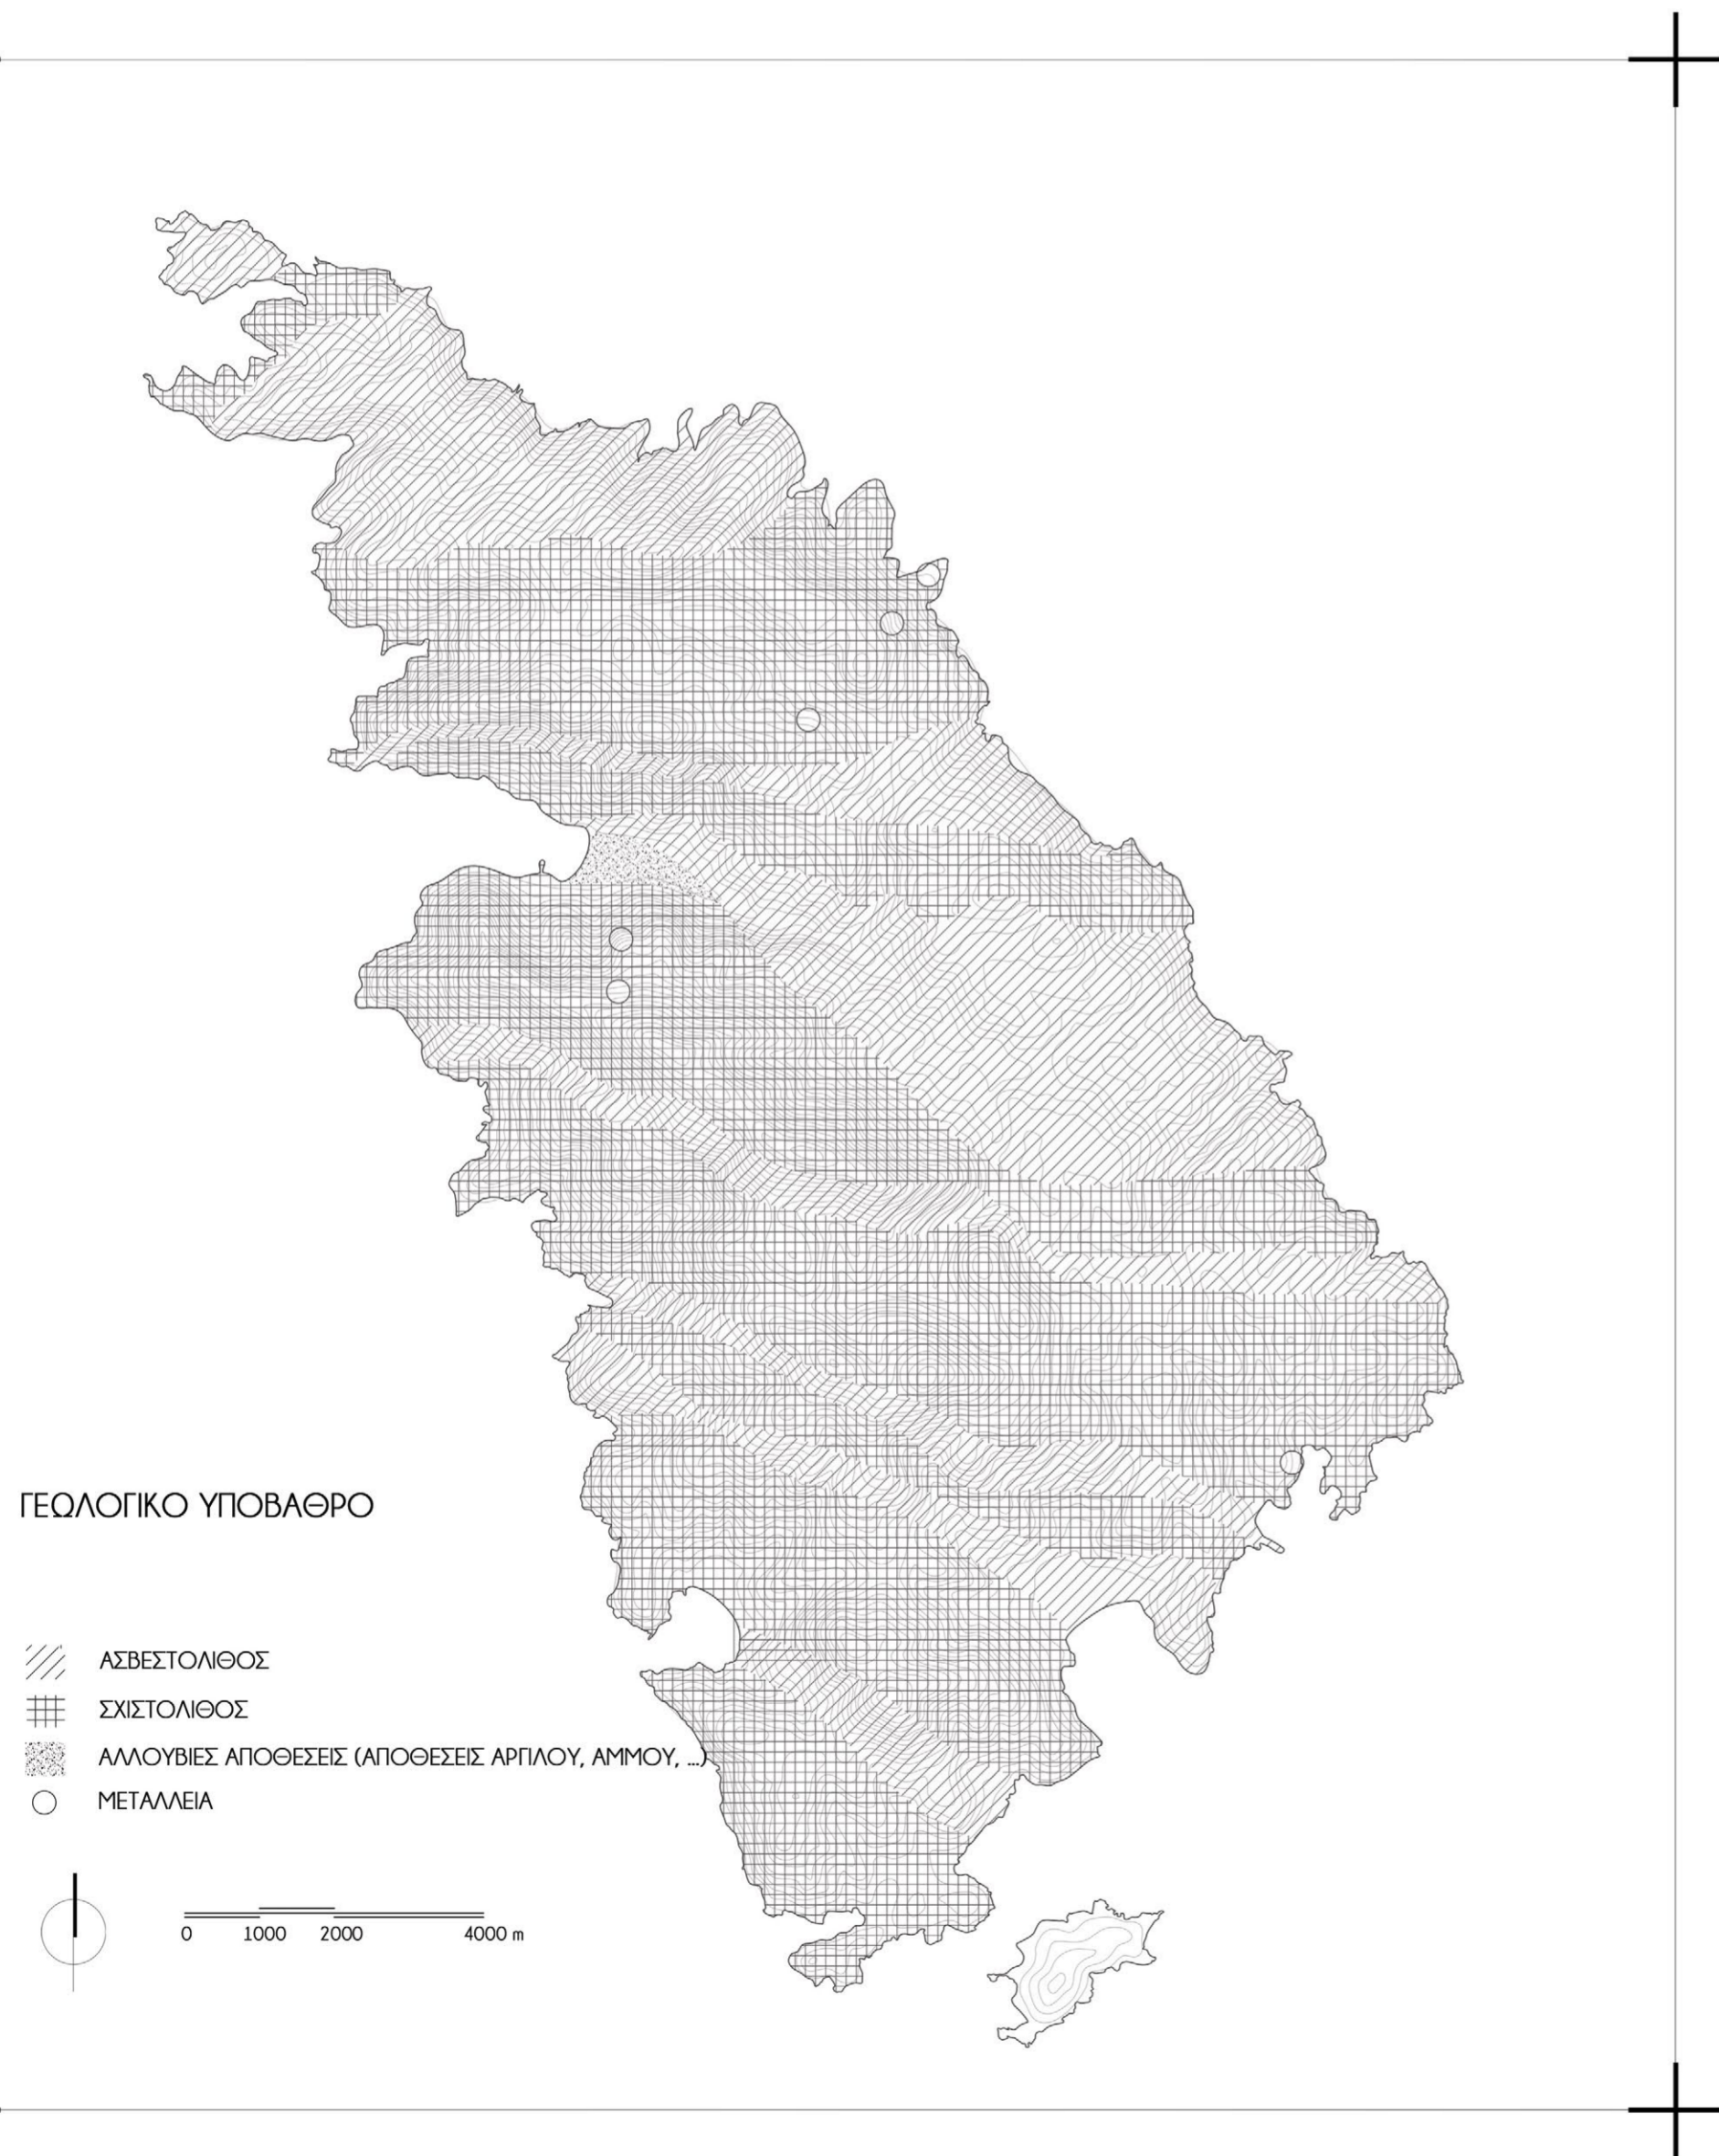 ΓΕΩΛΟΓΙΚΟ ΥΠΟΒΑΘΡΟ
ΑΣΒΕΣΤΟΛΙΘΟΣ
ΣΧΙΣΤΟΛΙΘΟΣ
ΑΛΛΟΥΒΙΕΣ ΑΠΟΘΕΣΕΙΣ (ΑΠΟΘΕΣΕΙΣ ΑΡΓΙΛΟΥ, ΑΜΜΟΥ, ...)
ΜΕΤΑΛΛΕΙΑ
0 1000 2000 4000 m